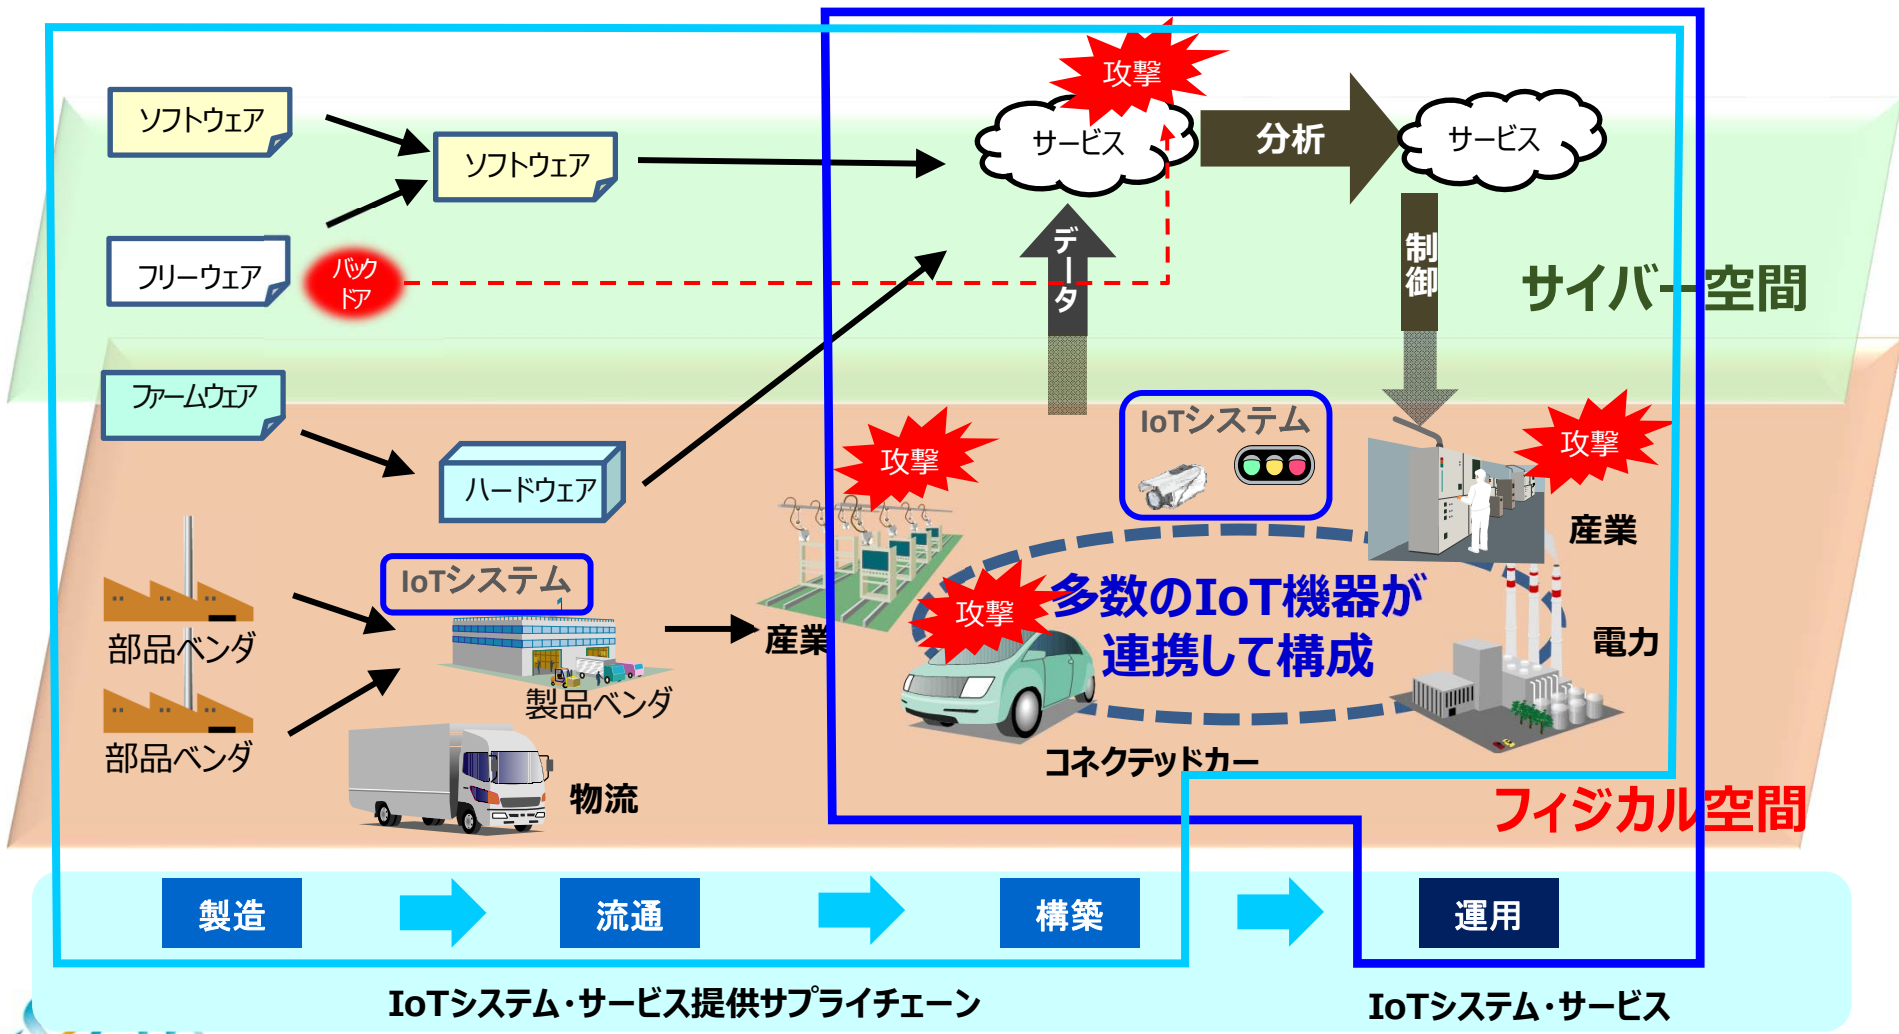 攻撃
ソフトウェア
ソフトウェア
サービス
分析
サービス
フリーウェア
バック
ドア
データ
制御
サイバー空間
ファームウェア
ハードウェア
攻撃
IoTシステム
攻撃
産業
IoTシステム
部品ベンダ
製品ベンダ
部品ベンダ
物流
産業
攻撃
多数のIoT機器が
連携して構成
電力
コネクテッドカー
フィジカル空間
製造
流通
構築
運用
IoTシステム・サービス提供サプライチェーン
IoTシステム・サービス